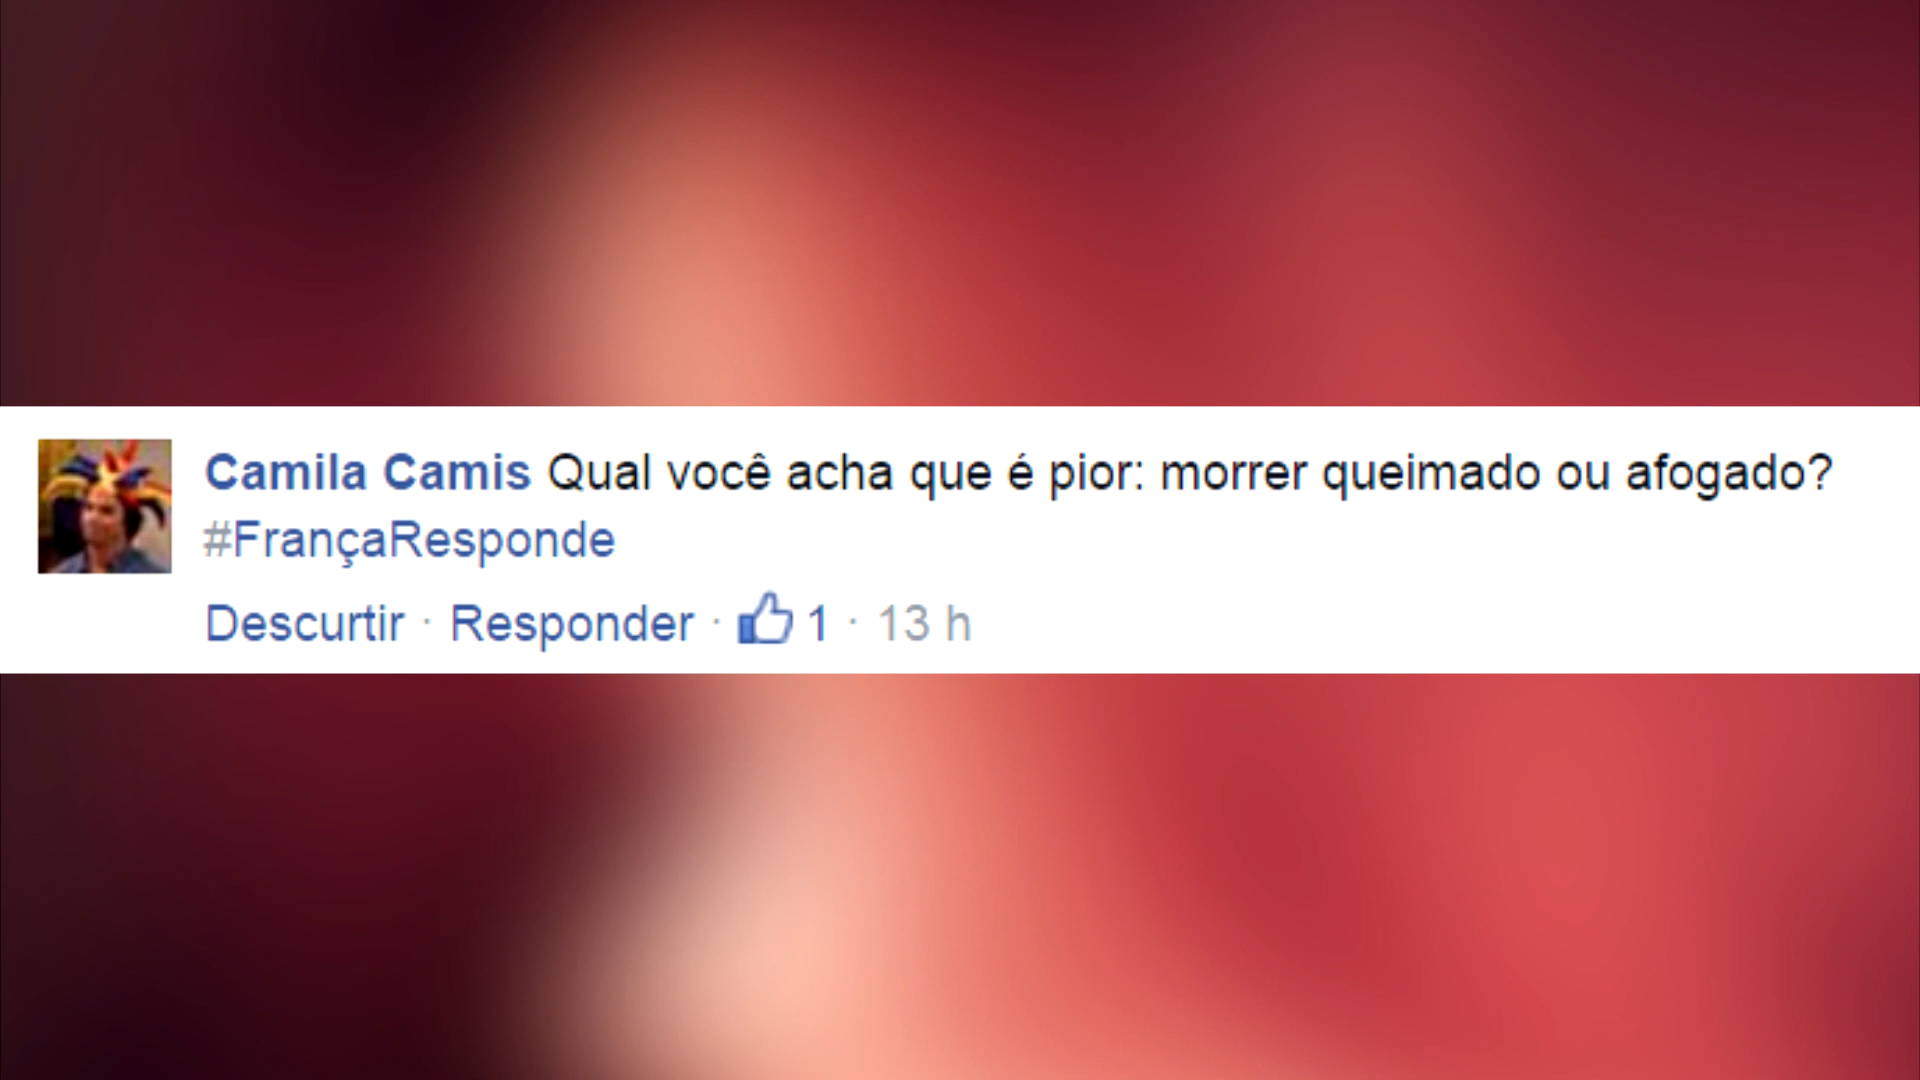 Camila Camis Qual você acha que é pior: morrer queimado ou afogado?
#FrançaResponde
Descurtir · Responder · 1 · 13 h